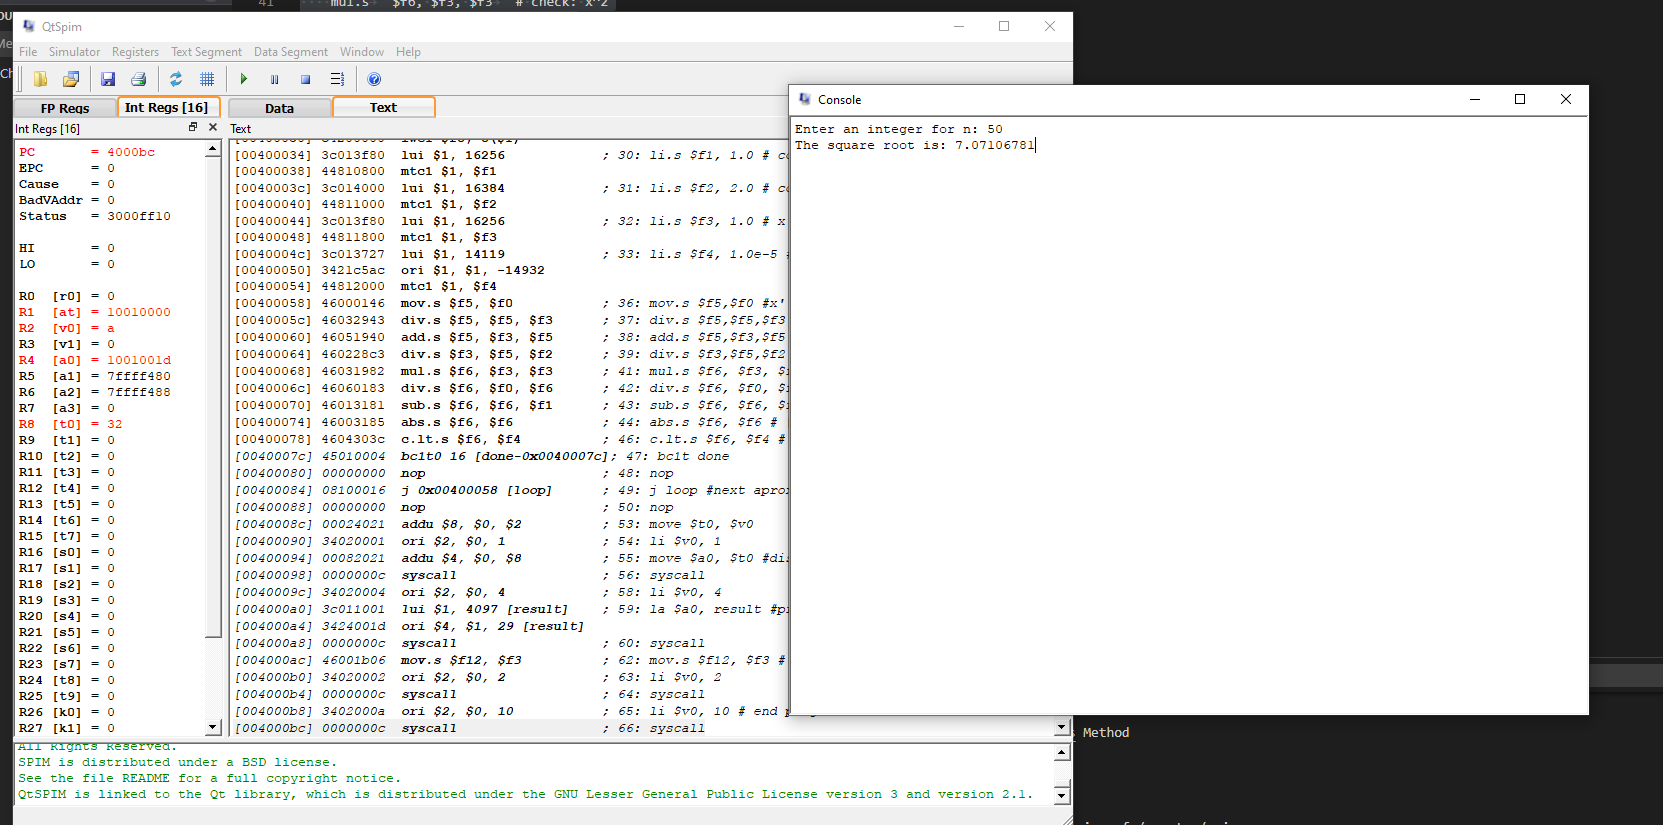 41 mul.s $f6, $f3, $f3 # check: x^2
QtSpim
File Simulator Registers Text Segment Data Segment Window Help
FP Regs Int Regs [16] Data Text
Int Regs [16] Text
PC = 4000bc
EPC = 0
Cause = 0
BadVAddr = 0
Status = 3000ff10
HI = 0
LO = 0
R0 [r0] = 0
R1 [at] = 10010000
R2 [v0] = a
R3 [v1] = 0
R4 [a0] = 1001001d
R5 [a1] = 7ffff480
R6 [a2] = 7ffff488
R7 [a3] = 0
R8 [t0] = 32
R9 [t1] = 0
R10 [t2] = 0
R11 [t3] = 0
R12 [t4] = 0
R13 [t5] = 0
R14 [t6] = 0
R15 [t7] = 0
R16 [s0] = 0
R17 [s1] = 0
R18 [s2] = 0
R19 [s3] = 0
R20 [s4] = 0
R21 [s5] = 0
R22 [s6] = 0
R23 [s7] = 0
R24 [t8] = 0
R25 [t9] = 0
R26 [k0] = 0
R27 [k1] = 0
[00400034] 3c013f80 lui $1, 16256 ; 30: li.s $f1, 1.0 # c
[00400038] 44810800 mtc1 $1, $f1
[0040003c] 3c014000 lui $1, 16384 ; 31: li.s $f2, 2.0 # c
[00400040] 44811000 mtc1 $1, $f2
[00400044] 3c013f80 lui $1, 16256 ; 32: li.s $f3, 1.0 # x
[00400048] 44811800 mtc1 $1, $f3
[0040004c] 3c013727 lui $1, 14119 ; 33: li.s $f4, 1.0e-5 #
[00400050] 3421c5ac ori $1, $1, -14932
[00400054] 44812000 mtc1 $1, $f4
[00400058] 46000146 mov.s $f5, $f0 ; 36: mov.s $f5,$f0 #x'
[0040005c] 46032943 div.s $f5, $f5, $f3 ; 37: div.s $f5,$f5,$f3
[00400060] 46051940 add.s $f5, $f3, $f5 ; 38: add.s $f5,$f3,$f5
[00400064] 460228c3 div.s $f3, $f5, $f2 ; 39: div.s $f3,$f5,$f2
[00400068] 46031982 mul.s $f6, $f3, $f3 ; 41: mul.s $f6, $f3, $
[0040006c] 46060183 div.s $f6, $f0, $f6 ; 42: div.s $f6, $f0, $
[00400070] 46013181 sub.s $f6, $f6, $f1 ; 43: sub.s $f6, $f6, $
[00400074] 46003185 abs.s $f6, $f6 ; 44: abs.s $f6, $f6 #
[00400078] 4604303c c.lt.s $f6, $f4 ; 46: c.lt.s $f6, $f4 #
[0040007c] 45010004 bc1t0 16 [done-0x0040007c]; 47: bc1t done
[00400080] 00000000 nop ; 48: nop
[00400084] 08100016 j 0x00400058 [loop] ; 49: j loop #next apro
[00400088] 00000000 nop ; 50: nop
[0040008c] 00024021 addu $8, $0, $2 ; 53: move $t0, $v0
[00400090] 34020001 ori $2, $0, 1 ; 54: li $v0, 1
[00400094] 00082021 addu $4, $0, $8 ; 55: move $a0, $t0 #di
[00400098] 0000000c syscall ; 56: syscall
[0040009c] 34020004 ori $2, $0, 4 ; 58: li $v0, 4
[004000a0] 3c011001 lui $1, 4097 [result] ; 59: la $a0, result #p
[004000a4] 3424001d ori $4, $1, 29 [result]
[004000a8] 0000000c syscall ; 60: syscall
[004000ac] 46001b06 mov.s $f12, $f3 ; 62: mov.s $f12, $f3 #
[004000b0] 34020002 ori $2, $0, 2 ; 63: li $v0, 2
[004000b4] 0000000c syscall ; 64: syscall
[004000b8] 3402000a ori $2, $0, 10 ; 65: li $v0, 10 # end
[004000bc] 0000000c syscall ; 66: syscall
All Rights Reserved.
SPIM is distributed under a BSD license.
See the file README for a full copyright notice.
QtSPIM is linked to the Qt library, which is distributed under the GNU Lesser General Public License version 3 and version 2.1.
Console
Enter an integer for n: 50
The square root is: 7.07106781
Method